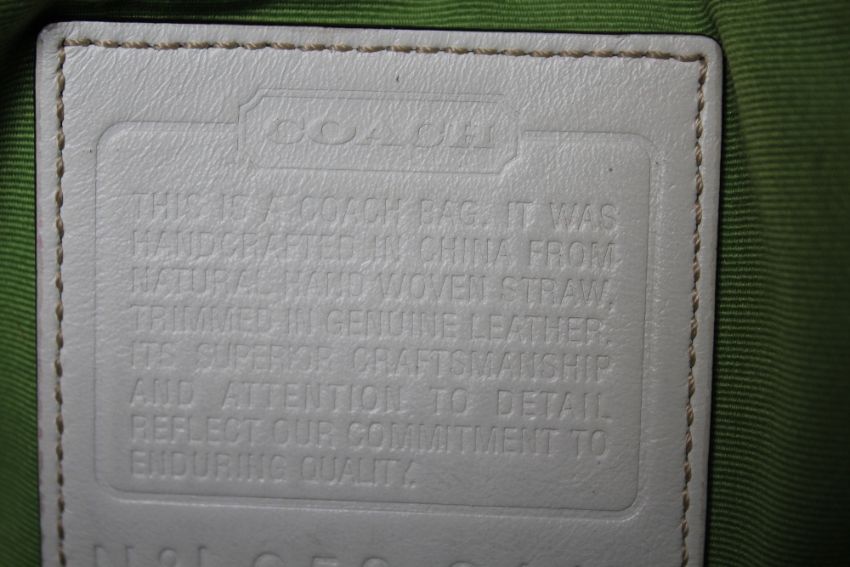 COACH
THIS IS A COACH BAG. IT WAS
HANDCRAFTED IN CHINA FROM
NATURAL HAND WOVEN STRAW,
TRIMMED IN GENUINE LEATHER.
ITS SUPERIOR CRAFTSMANSHIP
AND ATTENTION TO DETAIL
REFLECT OUR COMMITMENT TO
ENDURING QUALITY.